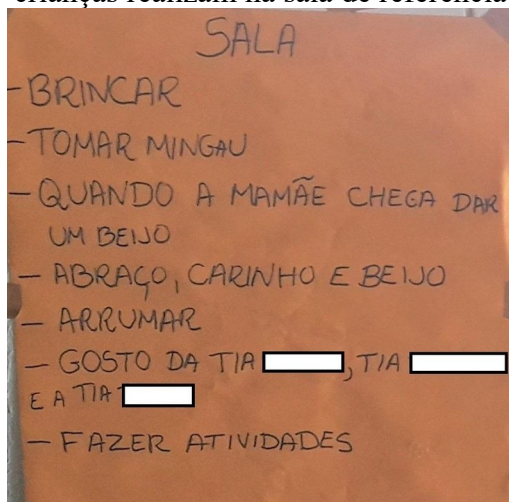 crianças realizam na sala de referência
SALA
- BRINCAR
- TOMAR MINGAU
- QUANDO A MAMÃE CHEGA DAR
UM BEIJO
- ABRAÇO, CARINHO E BEIJO
- ARRUMAR
- GOSTO DA TIA , TIA
E A TIA
- FAZER ATIVIDADES